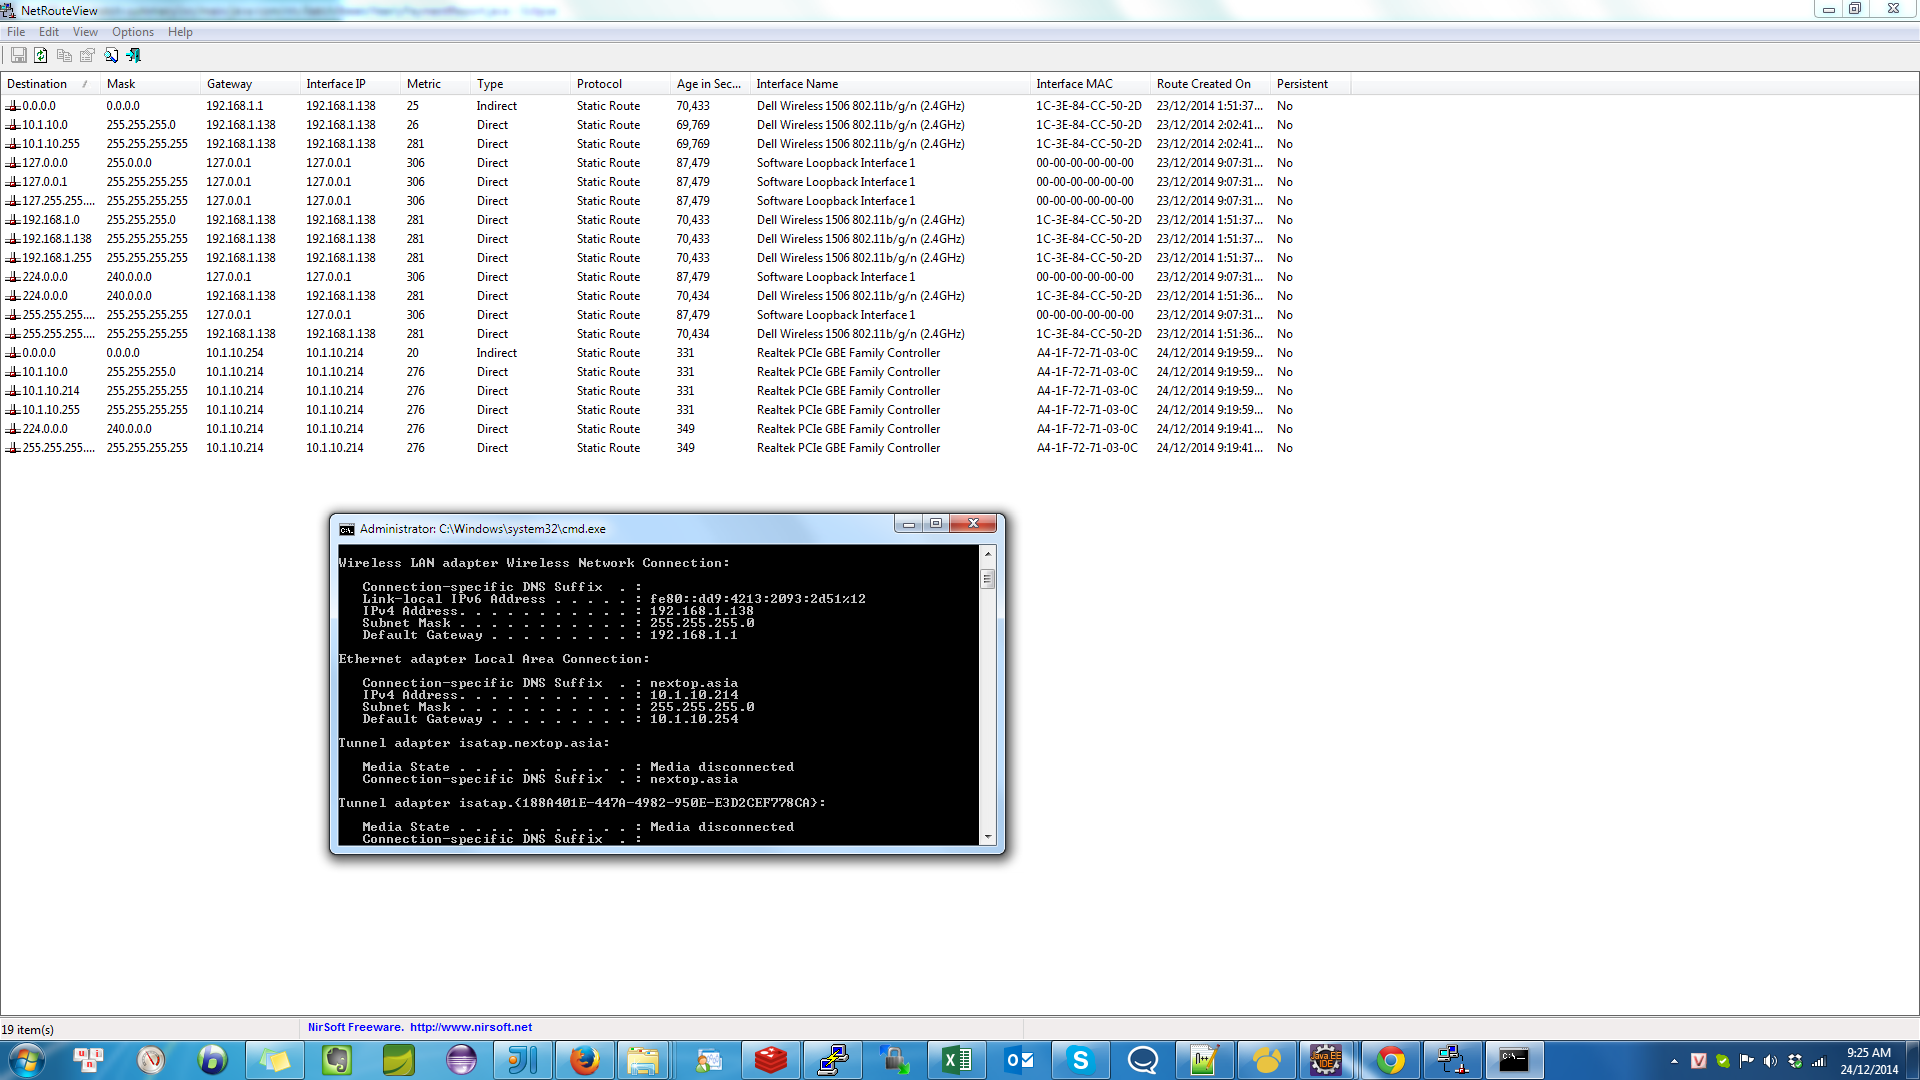 NetRouteView
File Edit View Options Help
Destination / Mask Gateway Interface IP Metric Type Protocol Age in Sec... Interface Name Interface MAC Route Created On Persistent
0.0.0.0 0.0.0.0 192.168.1.1 192.168.1.138 25 Indirect Static Route 70,433 Dell Wireless 1506 802.11b/g/n (2.4GHz) 1C-3E-84-CC-50-2D 23/12/2014 1:51:37... No
10.1.10.0 255.255.255.0 192.168.1.138 192.168.1.138 26 Direct Static Route 69,769 Dell Wireless 1506 802.11b/g/n (2.4GHz) 1C-3E-84-CC-50-2D 23/12/2014 2:02:41... No
10.1.10.255 255.255.255.255 192.168.1.138 192.168.1.138 281 Direct Static Route 69,769 Dell Wireless 1506 802.11b/g/n (2.4GHz) 1C-3E-84-CC-50-2D 23/12/2014 2:02:41... No
127.0.0.0 255.0.0.0 127.0.0.1 127.0.0.1 306 Direct Static Route 87,479 Software Loopback Interface 1 00-00-00-00-00-00 23/12/2014 9:07:31... No
127.0.0.1 255.255.255.255 127.0.0.1 127.0.0.1 306 Direct Static Route 87,479 Software Loopback Interface 1 00-00-00-00-00-00 23/12/2014 9:07:31... No
127.255.255.... 255.255.255.255 127.0.0.1 127.0.0.1 306 Direct Static Route 87,479 Software Loopback Interface 1 00-00-00-00-00-00 23/12/2014 9:07:31... No
192.168.1.0 255.255.255.0 192.168.1.138 192.168.1.138 281 Direct Static Route 70,433 Dell Wireless 1506 802.11b/g/n (2.4GHz) 1C-3E-84-CC-50-2D 23/12/2014 1:51:37... No
192.168.1.138 255.255.255.255 192.168.1.138 192.168.1.138 281 Direct Static Route 70,433 Dell Wireless 1506 802.11b/g/n (2.4GHz) 1C-3E-84-CC-50-2D 23/12/2014 1:51:37... No
192.168.1.255 255.255.255.255 192.168.1.138 192.168.1.138 281 Direct Static Route 70,433 Dell Wireless 1506 802.11b/g/n (2.4GHz) 1C-3E-84-CC-50-2D 23/12/2014 1:51:37... No
224.0.0.0 240.0.0.0 127.0.0.1 127.0.0.1 306 Direct Static Route 87,479 Software Loopback Interface 1 00-00-00-00-00-00 23/12/2014 9:07:31... No
224.0.0.0 240.0.0.0 192.168.1.138 192.168.1.138 281 Direct Static Route 70,434 Dell Wireless 1506 802.11b/g/n (2.4GHz) 1C-3E-84-CC-50-2D 23/12/2014 1:51:36... No
255.255.255.... 255.255.255.255 127.0.0.1 127.0.0.1 306 Direct Static Route 87,479 Software Loopback Interface 1 00-00-00-00-00-00 23/12/2014 9:07:31... No
255.255.255.... 255.255.255.255 192.168.1.138 192.168.1.138 281 Direct Static Route 70,434 Dell Wireless 1506 802.11b/g/n (2.4GHz) 1C-3E-84-CC-50-2D 23/12/2014 1:51:36... No
0.0.0.0 0.0.0.0 10.1.10.254 10.1.10.214 20 Indirect Static Route 331 Realtek PCIe GBE Family Controller A4-1F-72-71-03-0C 24/12/2014 9:19:59... No
10.1.10.0 255.255.255.0 10.1.10.214 10.1.10.214 276 Direct Static Route 331 Realtek PCIe GBE Family Controller A4-1F-72-71-03-0C 24/12/2014 9:19:59... No
10.1.10.214 255.255.255.255 10.1.10.214 10.1.10.214 276 Direct Static Route 331 Realtek PCIe GBE Family Controller A4-1F-72-71-03-0C 24/12/2014 9:19:59... No
10.1.10.255 255.255.255.255 10.1.10.214 10.1.10.214 276 Direct Static Route 331 Realtek PCIe GBE Family Controller A4-1F-72-71-03-0C 24/12/2014 9:19:59... No
224.0.0.0 240.0.0.0 10.1.10.214 10.1.10.214 276 Direct Static Route 349 Realtek PCIe GBE Family Controller A4-1F-72-71-03-0C 24/12/2014 9:19:41... No
255.255.255.... 255.255.255.255 10.1.10.214 10.1.10.214 276 Direct Static Route 349 Realtek PCIe GBE Family Controller A4-1F-72-71-03-0C 24/12/2014 9:19:41... No
Administrator: C:\Windows\system32\cmd.exe
Wireless LAN adapter Wireless Network Connection:
Connection-specific DNS Suffix . :
Link-local IPv6 Address . . . . . : fe80::dd9:4213:2093:2d51%12
IPv4 Address. . . . . . . . . . . : 192.168.1.138
Subnet Mask . . . . . . . . . . . : 255.255.255.0
Default Gateway . . . . . . . . . : 192.168.1.1
Ethernet adapter Local Area Connection:
Connection-specific DNS Suffix . : nextop.asia
IPv4 Address. . . . . . . . . . . : 10.1.10.214
Subnet Mask . . . . . . . . . . . : 255.255.255.0
Default Gateway . . . . . . . . . : 10.1.10.254
Tunnel adapter isatap.nextop.asia:
Media State . . . . . . . . . . . : Media disconnected
Connection-specific DNS Suffix . : nextop.asia
Tunnel adapter isatap.{188A401E-447A-4982-950E-E3D2CEF778CA}:
Media State . . . . . . . . . . . : Media disconnected
Connection-specific DNS Suffix . :
19 item(s)
NirSoft Freeware. http://www.nirsoft.net
9:25 AM
24/12/2014